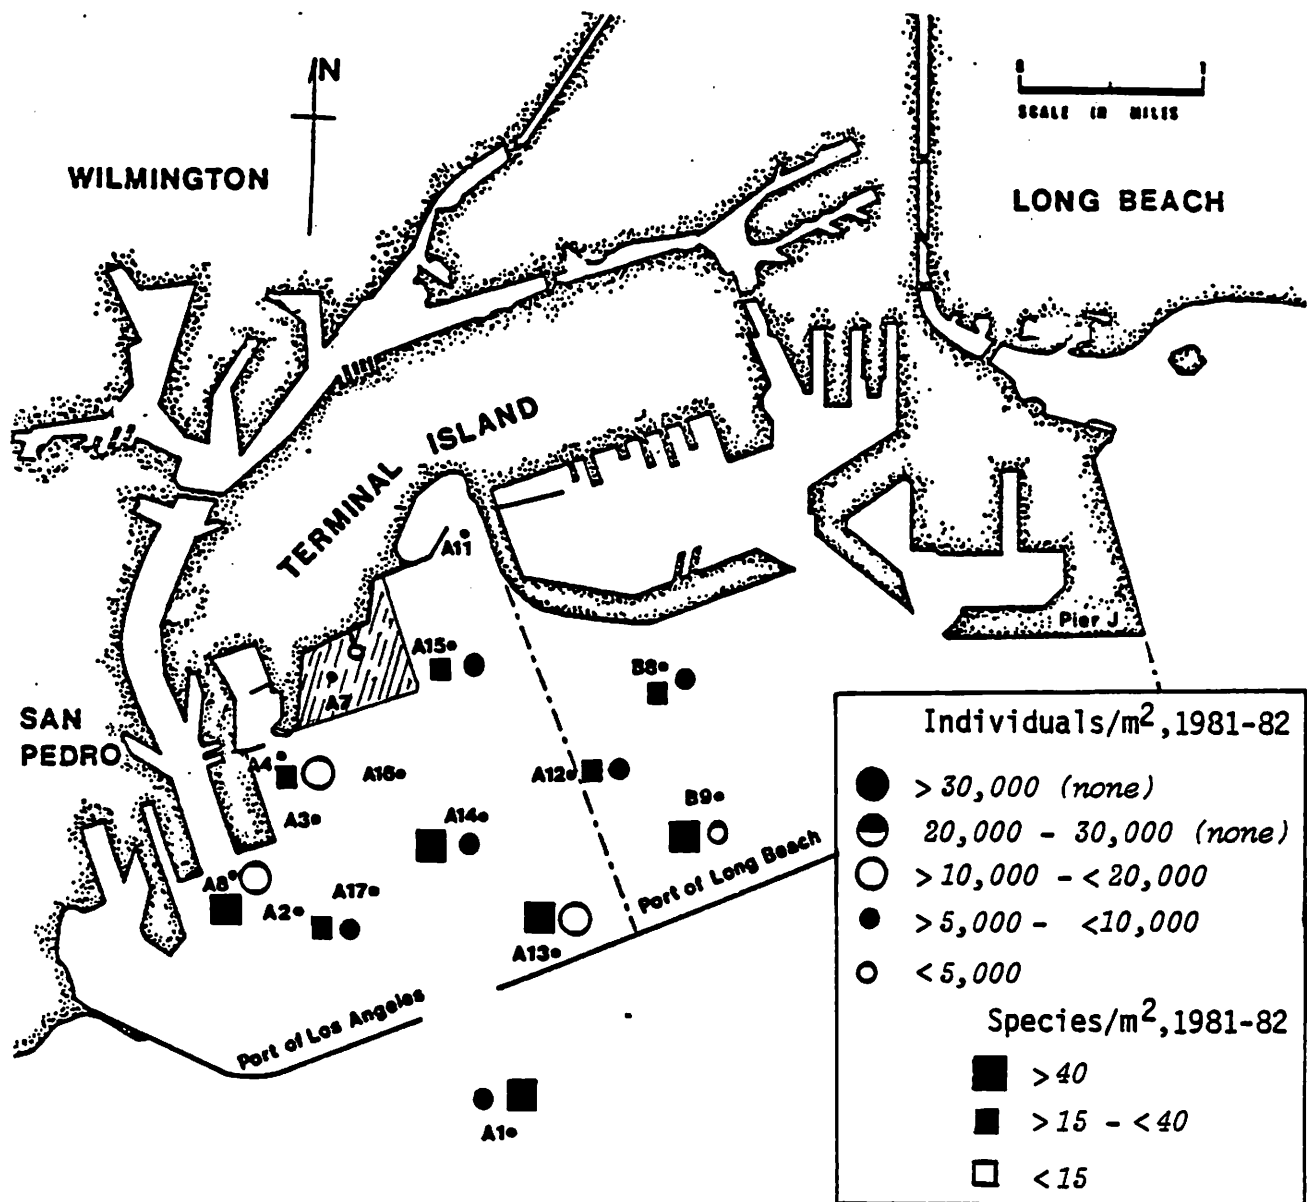 N
0 1
SCALE IN MILES
WILMINGTON
LONG BEACH
TERMINAL ISLAND
A11
Pier J
A15
B8
A7
SAN
PEDRO
A4
A16
A12
B9
A3
A14
A8
A17
A2
A13
Port of Long Beach
Port of Los Angeles
A1
Individuals/m²,1981-82
>30,000 (none)
20,000 - 30,000 (none)
>10,000 - <20,000
>5,000 - <10,000
<5,000
Species/m²,1981-82
>40
>15 - <40
<15